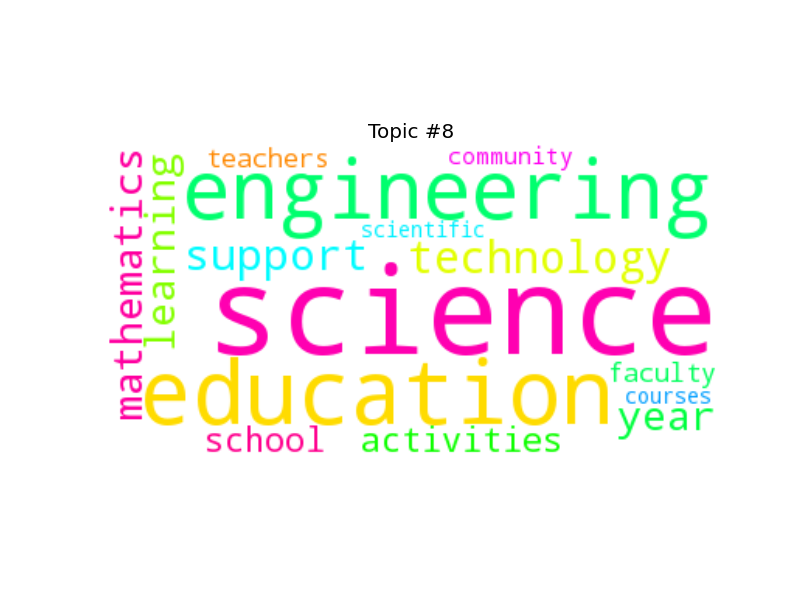 Topic #8
teachers
community
engineering
mathematics
learning
scientific
support
technology
science
education
faculty
courses
year
school
activities